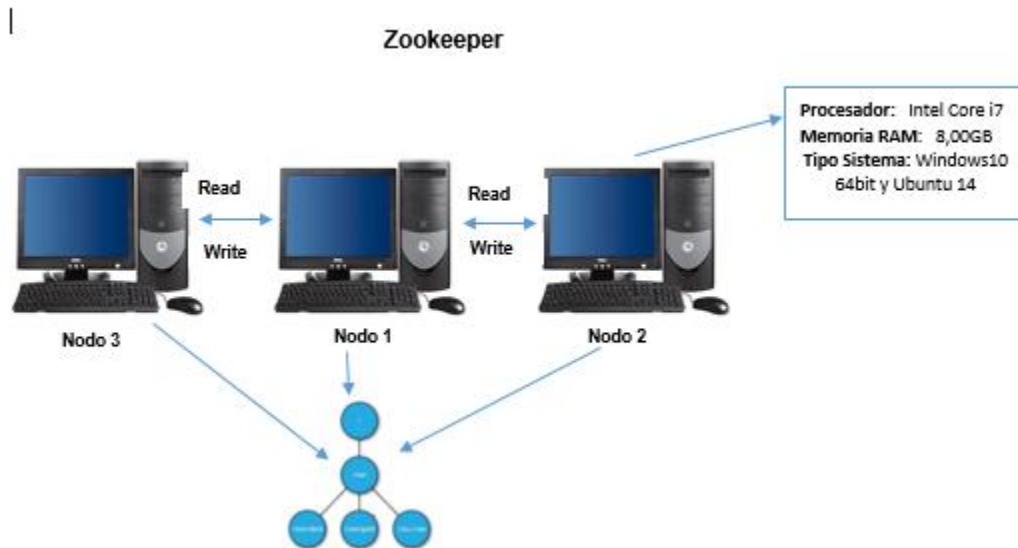 Zookeeper
Procesador: Intel Core i7
Memoria RAM: 8,00GB
Tipo Sistema: Windows10
64bit y Ubuntu 14
Read
Write
Read
Write
Nodo 3
Nodo 1
Nodo 2